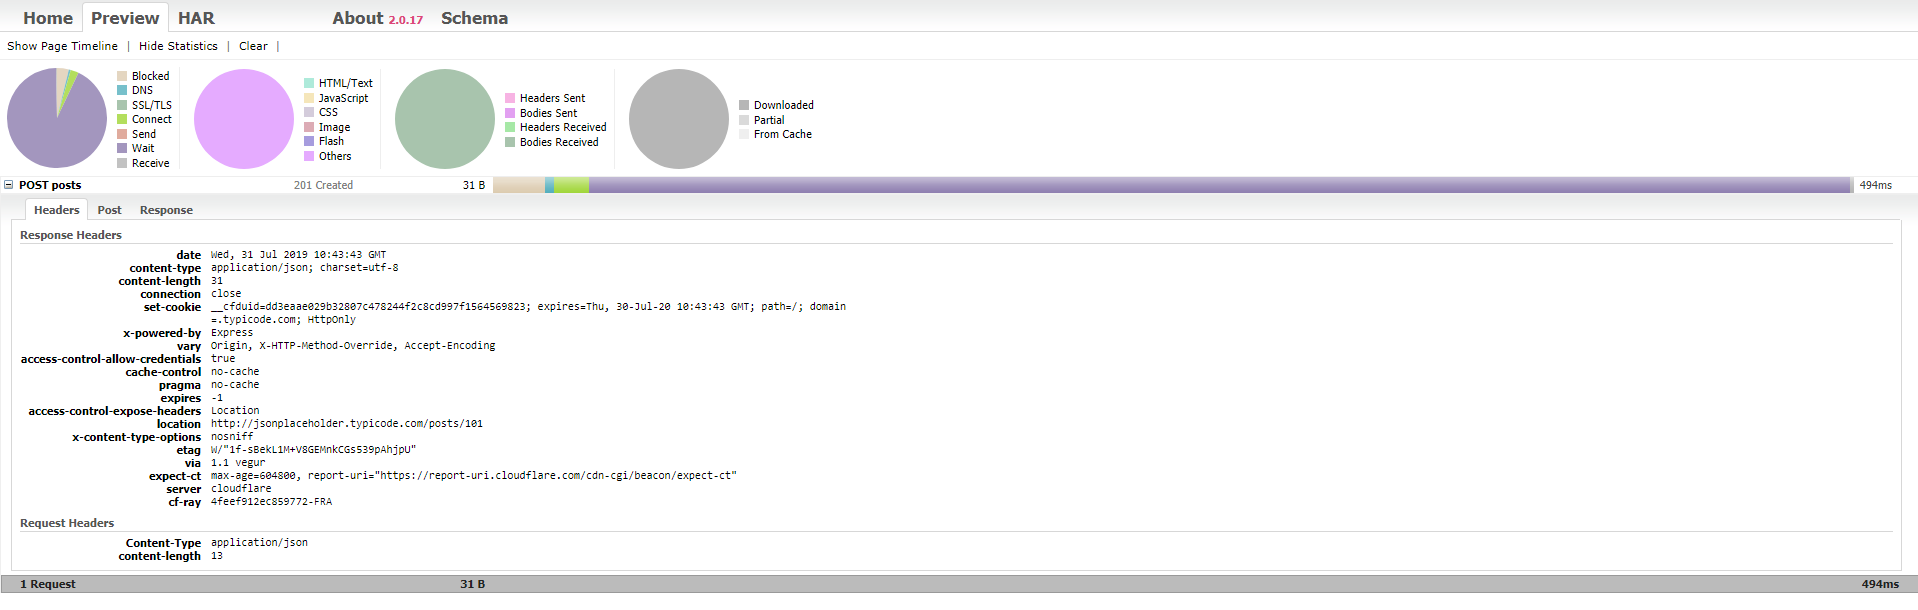 Home Preview HAR About 2.0.17 Schema
Show Page Timeline | Hide Statistics | Clear |
Blocked
DNS
SSL/TLS
Connect
Send
Wait
Receive
HTML/Text
JavaScript
CSS
Image
Flash
Others
Headers Sent
Bodies Sent
Headers Received
Bodies Received
Downloaded
Partial
From Cache
POST posts 201 Created 31 B 494ms
Headers Post Response
Response Headers
date Wed, 31 Jul 2019 10:43:43 GMT
content-type application/json; charset=utf-8
content-length 31
connection close
set-cookie __cfduid=dd3eaae029b32807c478244f2c8cd997f1564569823; expires=Thu, 30-Jul-20 10:43:43 GMT; path=/; domain
=.typicode.com; HttpOnly
x-powered-by Express
vary Origin, X-HTTP-Method-Override, Accept-Encoding
access-control-allow-credentials true
cache-control no-cache
pragma no-cache
expires -1
access-control-expose-headers Location
location http://jsonplaceholder.typicode.com/posts/101
x-content-type-options nosniff
etag W/"1f-sBekL1M+V8GEMnkCGs539pAhjpU"
via 1.1 vegur
expect-ct max-age=604800, report-uri="https://report-uri.cloudflare.com/cdn-cgi/beacon/expect-ct"
server cloudflare
cf-ray 4feef912ec859772-FRA
Request Headers
Content-Type application/json
content-length 13
1 Request 31 B 494ms